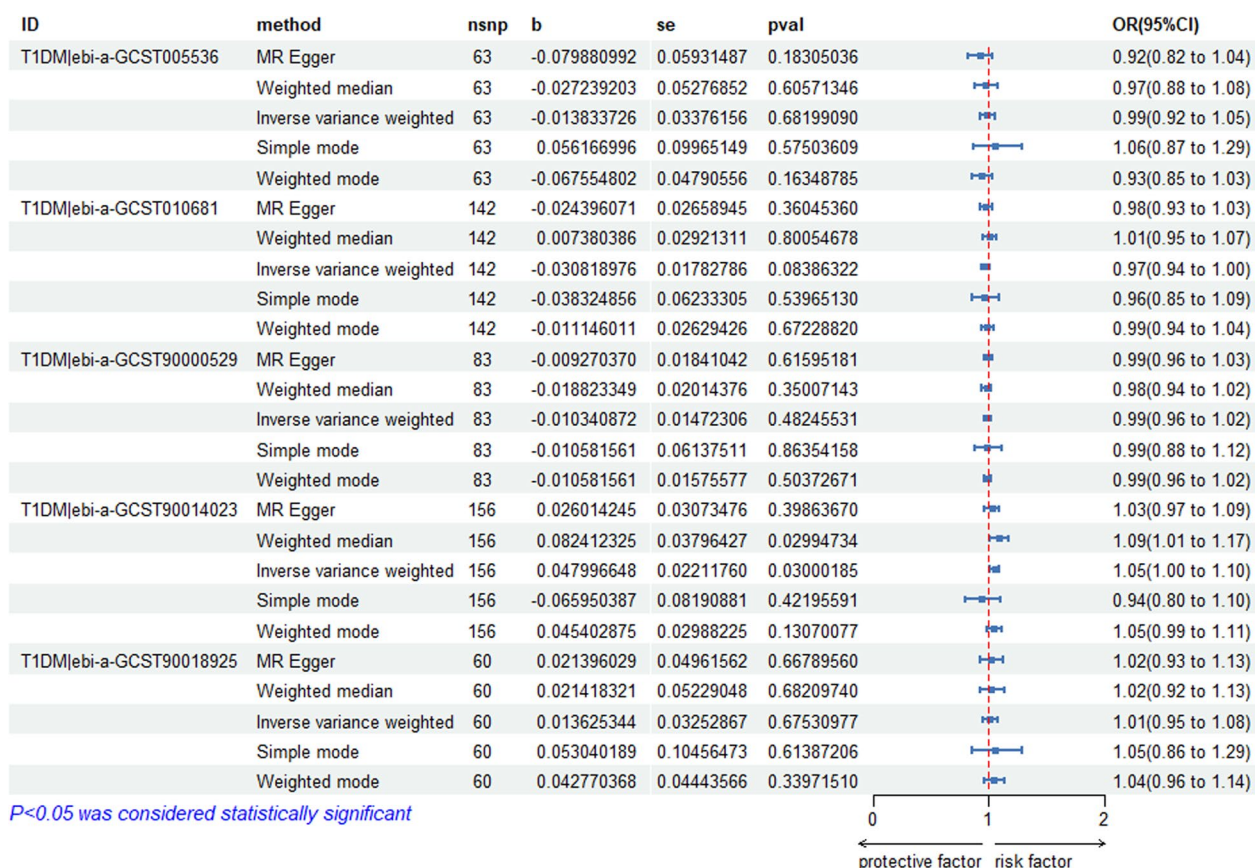 ID method nsnp b se pval OR(95%CI)
T1DM|ebi-a-GCST005536 MR Egger 63 -0.079880992 0.05931487 0.18305036 0.92(0.82 to 1.04)
Weighted median 63 -0.027239203 0.05276852 0.60571346 0.97(0.88 to 1.08)
Inverse variance weighted 63 -0.013833726 0.03376156 0.68199090 0.99(0.92 to 1.05)
Simple mode 63 0.056166996 0.09965149 0.57503609 1.06(0.87 to 1.29)
Weighted mode 63 -0.067554802 0.04790556 0.16348785 0.93(0.85 to 1.03)
T1DM|ebi-a-GCST010681 MR Egger 142 -0.024396071 0.02658945 0.36045360 0.98(0.93 to 1.03)
Weighted median 142 0.007380386 0.02921311 0.80054678 1.01(0.95 to 1.07)
Inverse variance weighted 142 -0.030818976 0.01782786 0.08386322 0.97(0.94 to 1.00)
Simple mode 142 -0.038324856 0.06233305 0.53965130 0.96(0.85 to 1.09)
Weighted mode 142 -0.011146011 0.02629426 0.67228820 0.99(0.94 to 1.04)
T1DM|ebi-a-GCST90000529 MR Egger 83 -0.009270370 0.01841042 0.61595181 0.99(0.96 to 1.03)
Weighted median 83 -0.018823349 0.02014376 0.35007143 0.98(0.94 to 1.02)
Inverse variance weighted 83 -0.010340872 0.01472306 0.48245531 0.99(0.96 to 1.02)
Simple mode 83 -0.010581561 0.06137511 0.86354158 0.99(0.88 to 1.12)
Weighted mode 83 -0.010581561 0.01575577 0.50372671 0.99(0.96 to 1.02)
T1DM|ebi-a-GCST90014023 MR Egger 156 0.026014245 0.03073476 0.39863670 1.03(0.97 to 1.09)
Weighted median 156 0.082412325 0.03796427 0.02994734 1.09(1.01 to 1.17)
Inverse variance weighted 156 0.047996648 0.02211760 0.03000185 1.05(1.00 to 1.10)
Simple mode 156 -0.065950387 0.08190881 0.42195591 0.94(0.80 to 1.10)
Weighted mode 156 0.045402875 0.02988225 0.13070077 1.05(0.99 to 1.11)
T1DM|ebi-a-GCST90018925 MR Egger 60 0.021396029 0.04961562 0.66789560 1.02(0.93 to 1.13)
Weighted median 60 0.021418321 0.05229048 0.68209740 1.02(0.92 to 1.13)
Inverse variance weighted 60 0.013625344 0.03252867 0.67530977 1.01(0.95 to 1.08)
Simple mode 60 0.053040189 0.10456473 0.61387206 1.05(0.86 to 1.29)
Weighted mode 60 0.042770368 0.04443566 0.33971510 1.04(0.96 to 1.14)
P<0.05 was considered statistically significant
0 1 2
protective factor risk factor